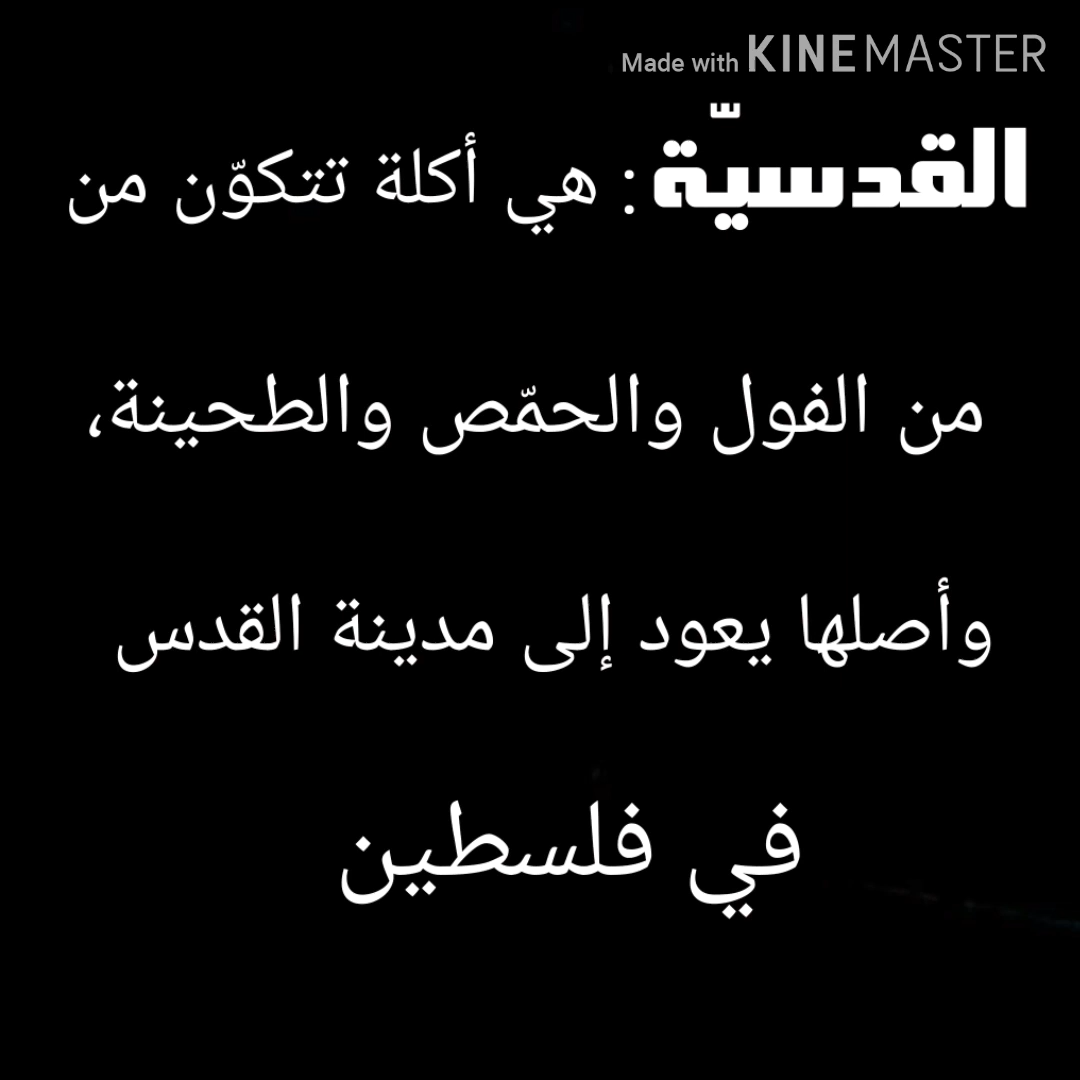 Made with KINEMASTER
القدسيّة : هي أكلة تتكوّن من
من الفول والحمّص والطحينة،
وأصلها يعود إلى مدينة القدس
في فلسطين